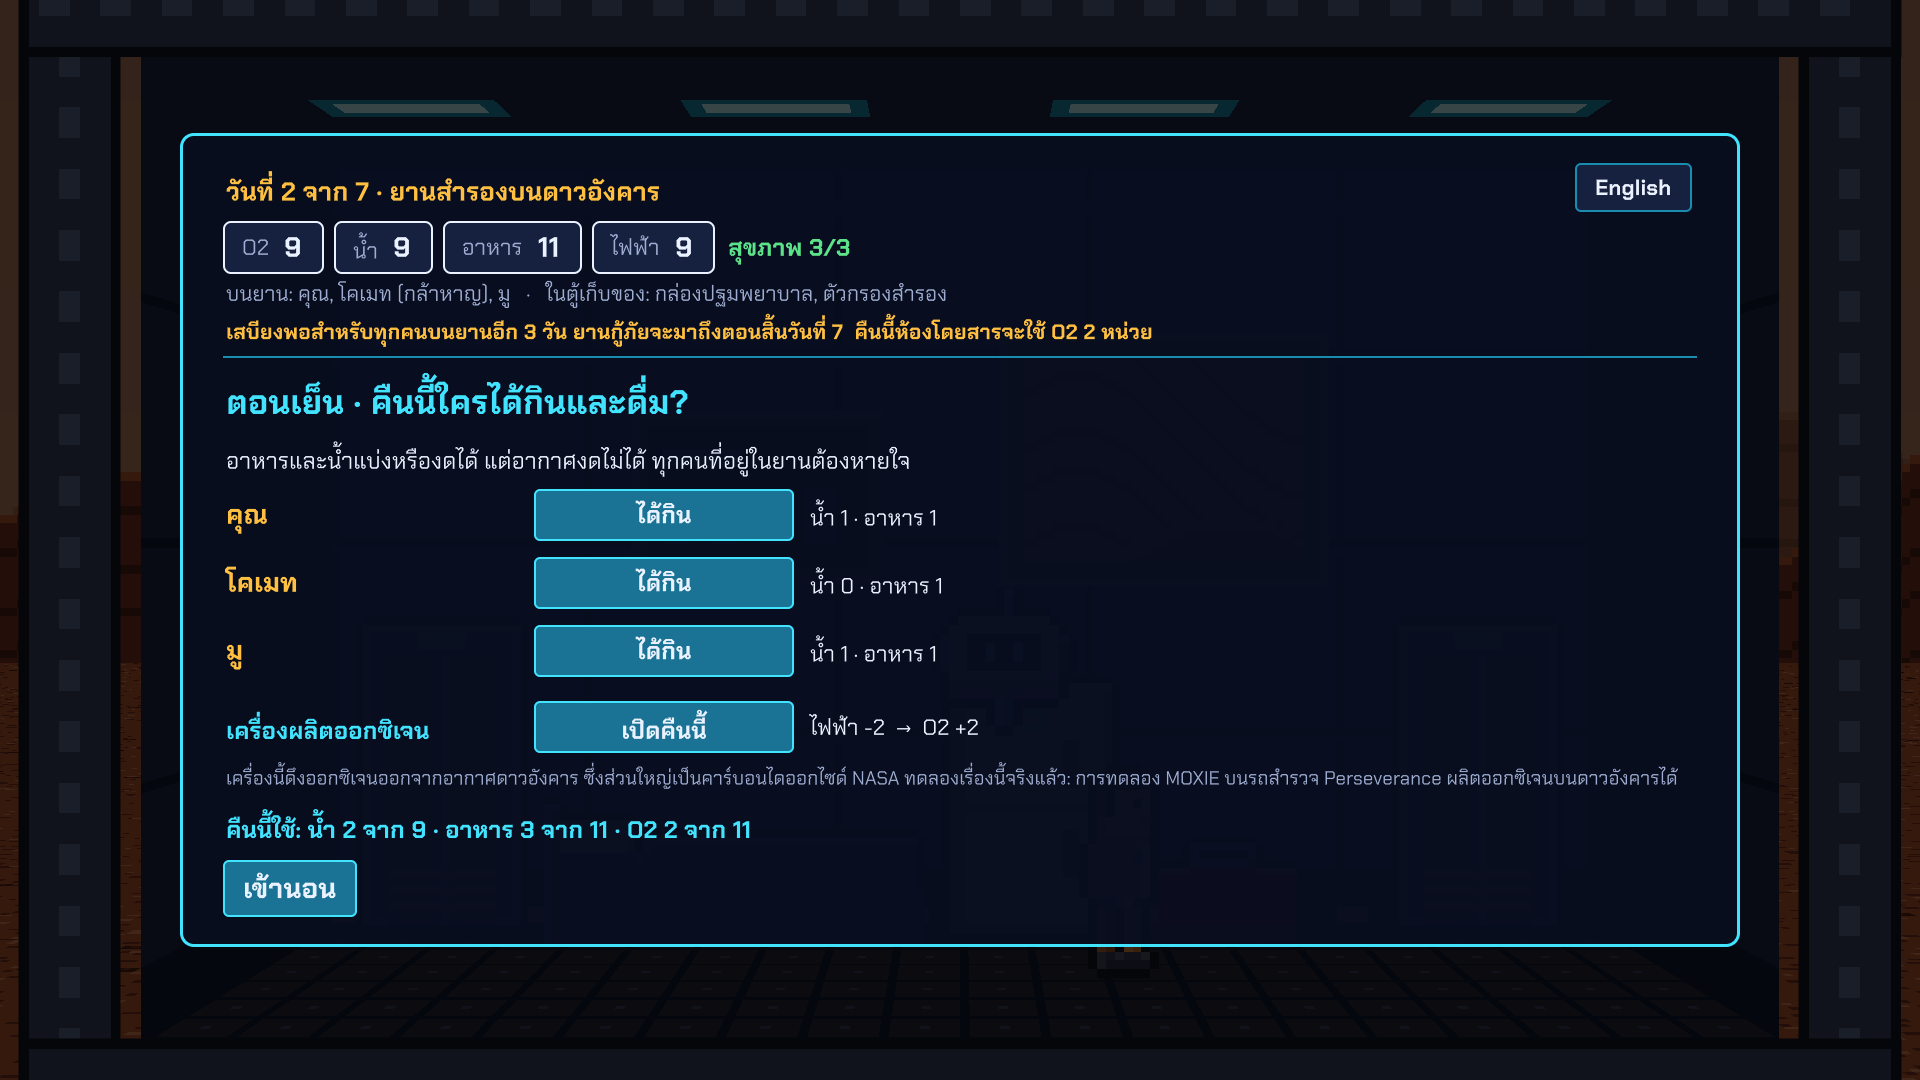 วันที่ 2 จาก 7 · ยานสำรองบนดาวอังคาร
English
O2 9 น้ำ 9 อาหาร 11 ไฟฟ้า 9 สุขภาพ 3/3
บนยาน: คุณ, โคเมท (กล้าหาญ), มู · ในตู้เก็บของ: กล่องปฐมพยาบาล, ตัวกรองสำรอง
เสบียงพอสำหรับทุกคนบนยานอีก 3 วัน ยานกู้ภัยจะมาถึงตอนสิ้นวันที่ 7 คืนนี้ห้องโดยสารจะใช้ O2 2 หน่วย
ตอนเย็น · คืนนี้ใครได้กินและดื่ม?
อาหารและน้ำแบ่งหรืองดได้ แต่อากาศงดไม่ได้ ทุกคนที่อยู่ในยานต้องหายใจ
คุณ ได้กิน น้ำ 1 · อาหาร 1
โคเมท ได้กิน น้ำ 0 · อาหาร 1
มู ได้กิน น้ำ 1 · อาหาร 1
เครื่องผลิตออกซิเจน เปิดคืนนี้ ไฟฟ้า -2 → O2 +2
เครื่องนี้ดึงออกซิเจนออกจากอากาศดาวอังคาร ซึ่งส่วนใหญ่เป็นคาร์บอนไดออกไซด์ NASA ทดลองเรื่องนี้จริงแล้ว: การทดลอง MOXIE บนรถสำรวจ Perseverance ผลิตออกซิเจนบนดาวอังคารได้
คืนนี้ใช้: น้ำ 2 จาก 9 · อาหาร 3 จาก 11 · O2 2 จาก 11
เข้านอน